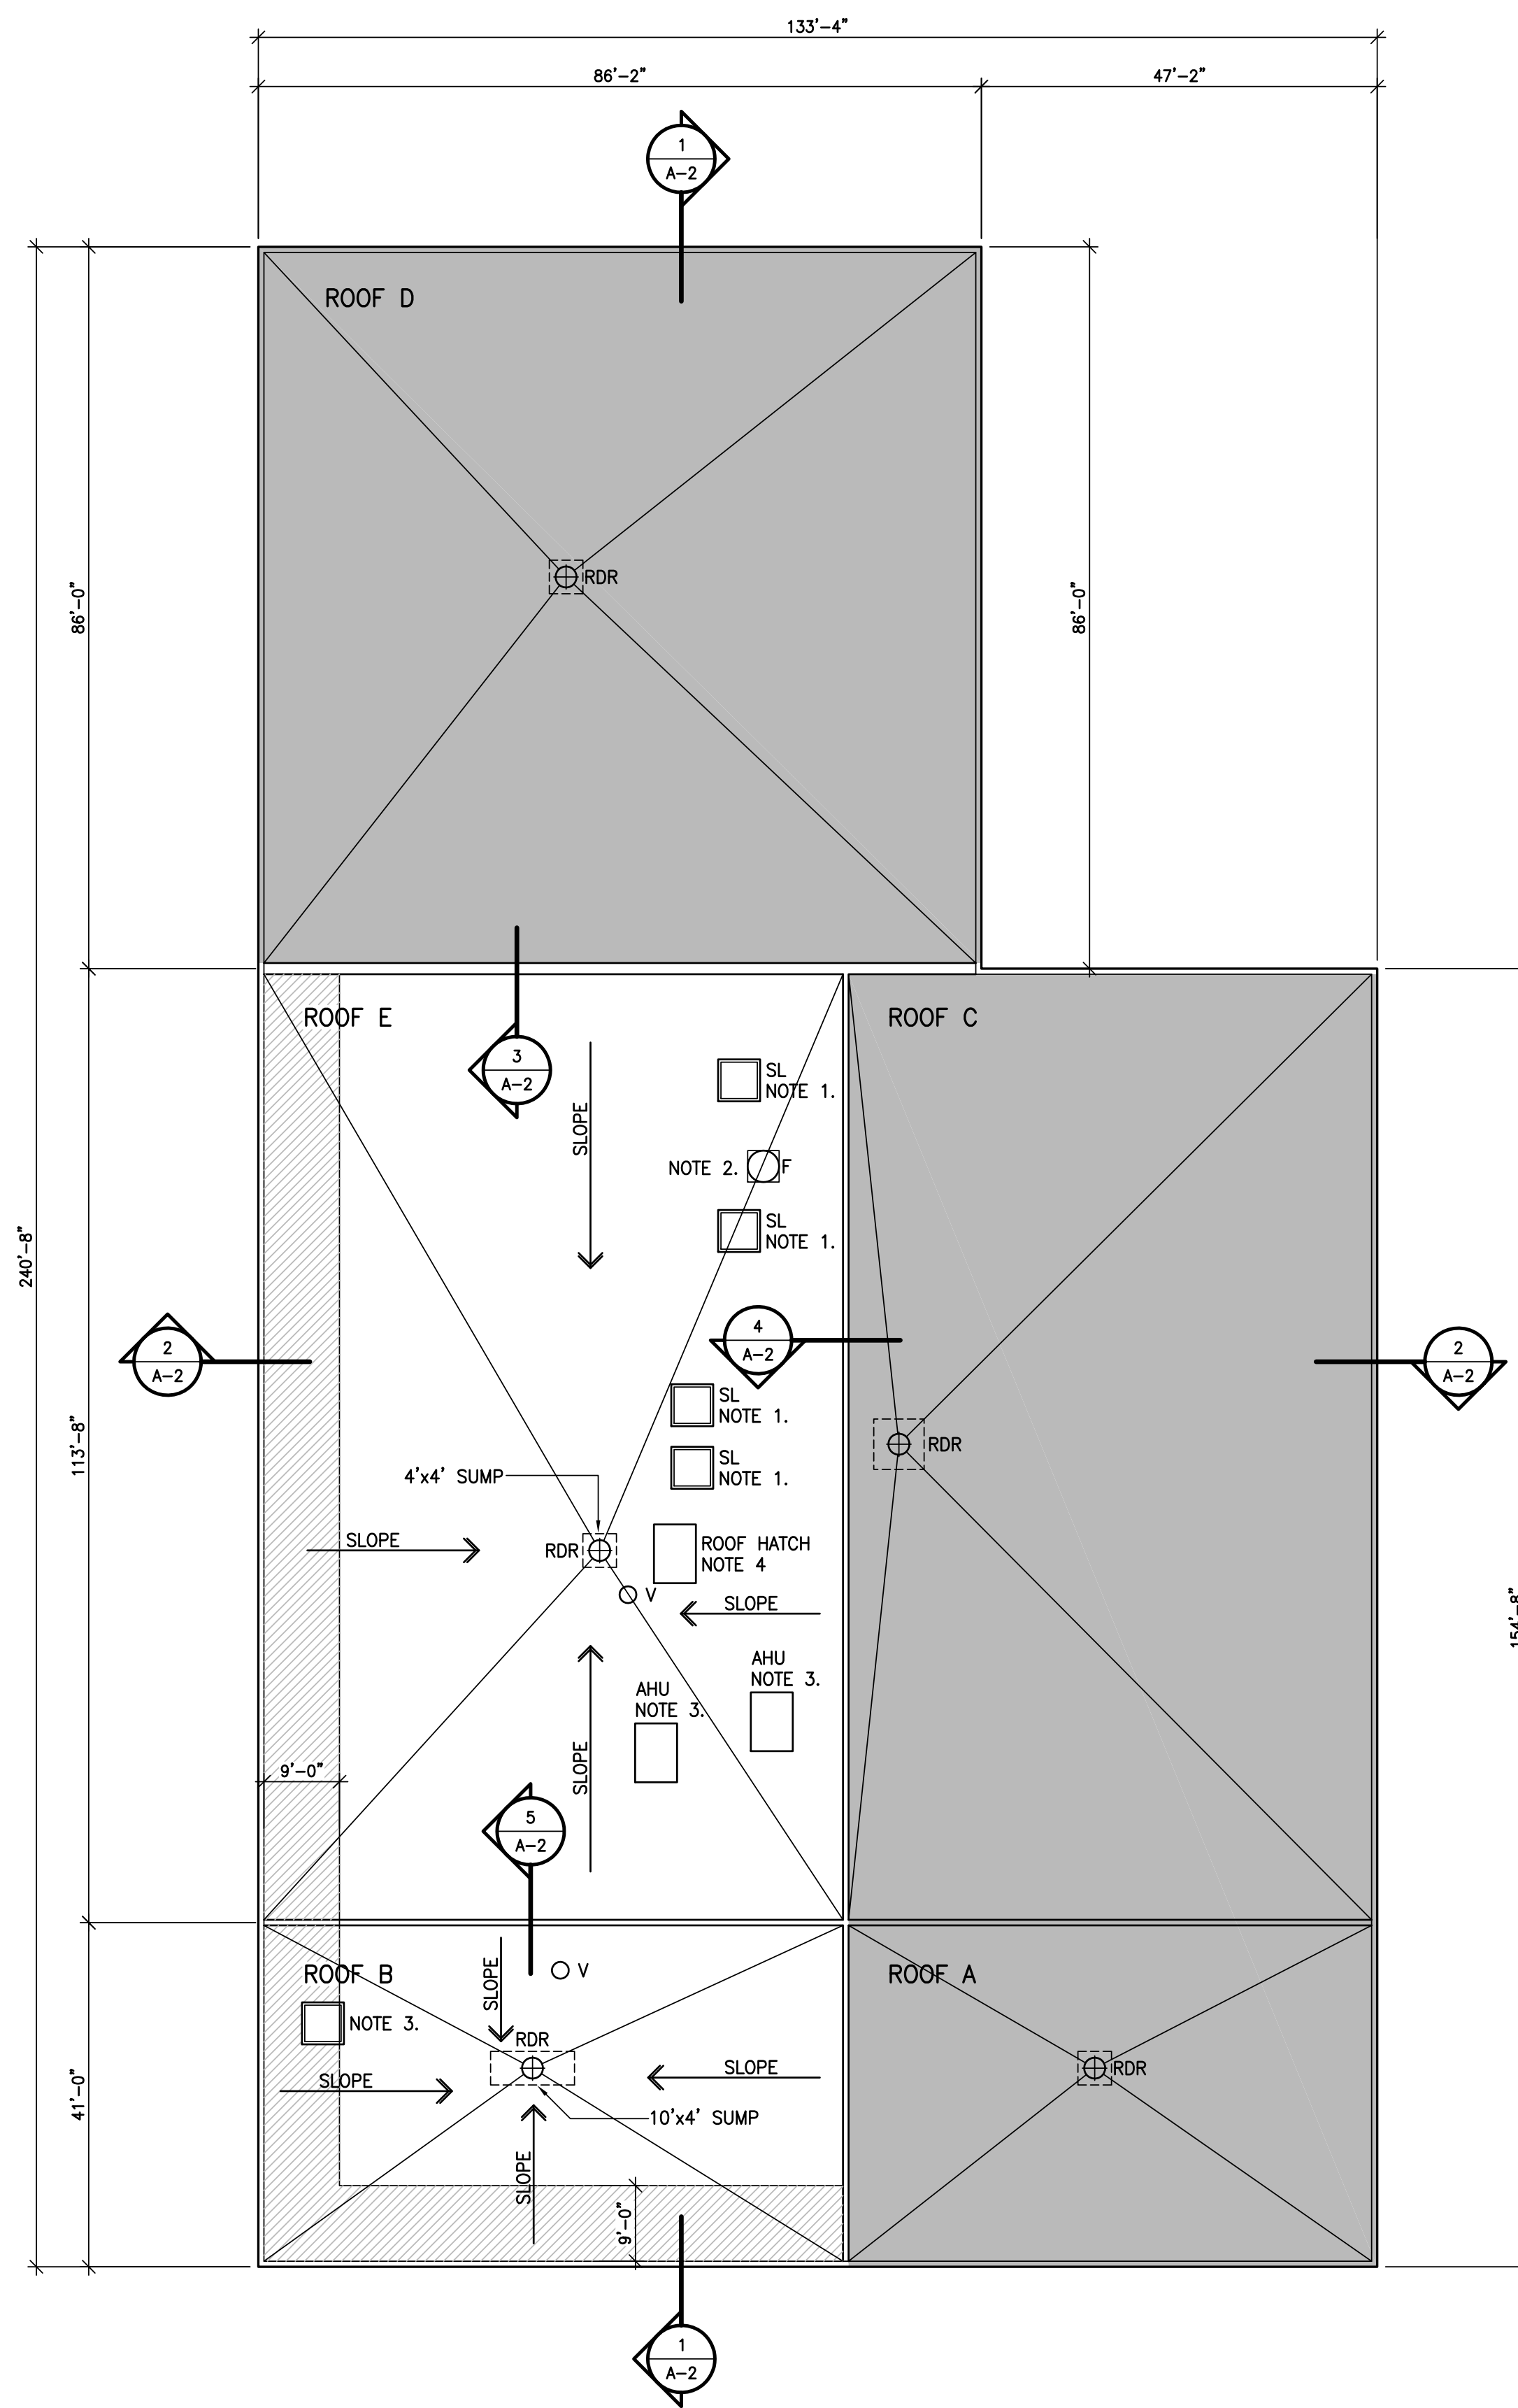 133'-4"
86'-2"
47'-2"
1
A-2
ROOF D
RDR
86'-0"
86'-0"
ROOF E
ROOF C
3
A-2
SL
NOTE 1.
SLOPE
NOTE 2.
F
SL
NOTE 1.
240'-8"
4
A-2
2
A-2
2
A-2
SL
NOTE 1.
113'-8"
RDR
SL
NOTE 1.
4'x4' SUMP
SLOPE
RDR
ROOF HATCH
NOTE 4
V
SLOPE
154'-8"
AHU
NOTE 3.
AHU
NOTE 3.
SLOPE
9'-0"
5
A-2
ROOF B
V
ROOF A
SLOPE
NOTE 3.
RDR
SLOPE
SLOPE
RDR
41'-0"
10'x4' SUMP
SLOPE
9'-0"
1
A-2